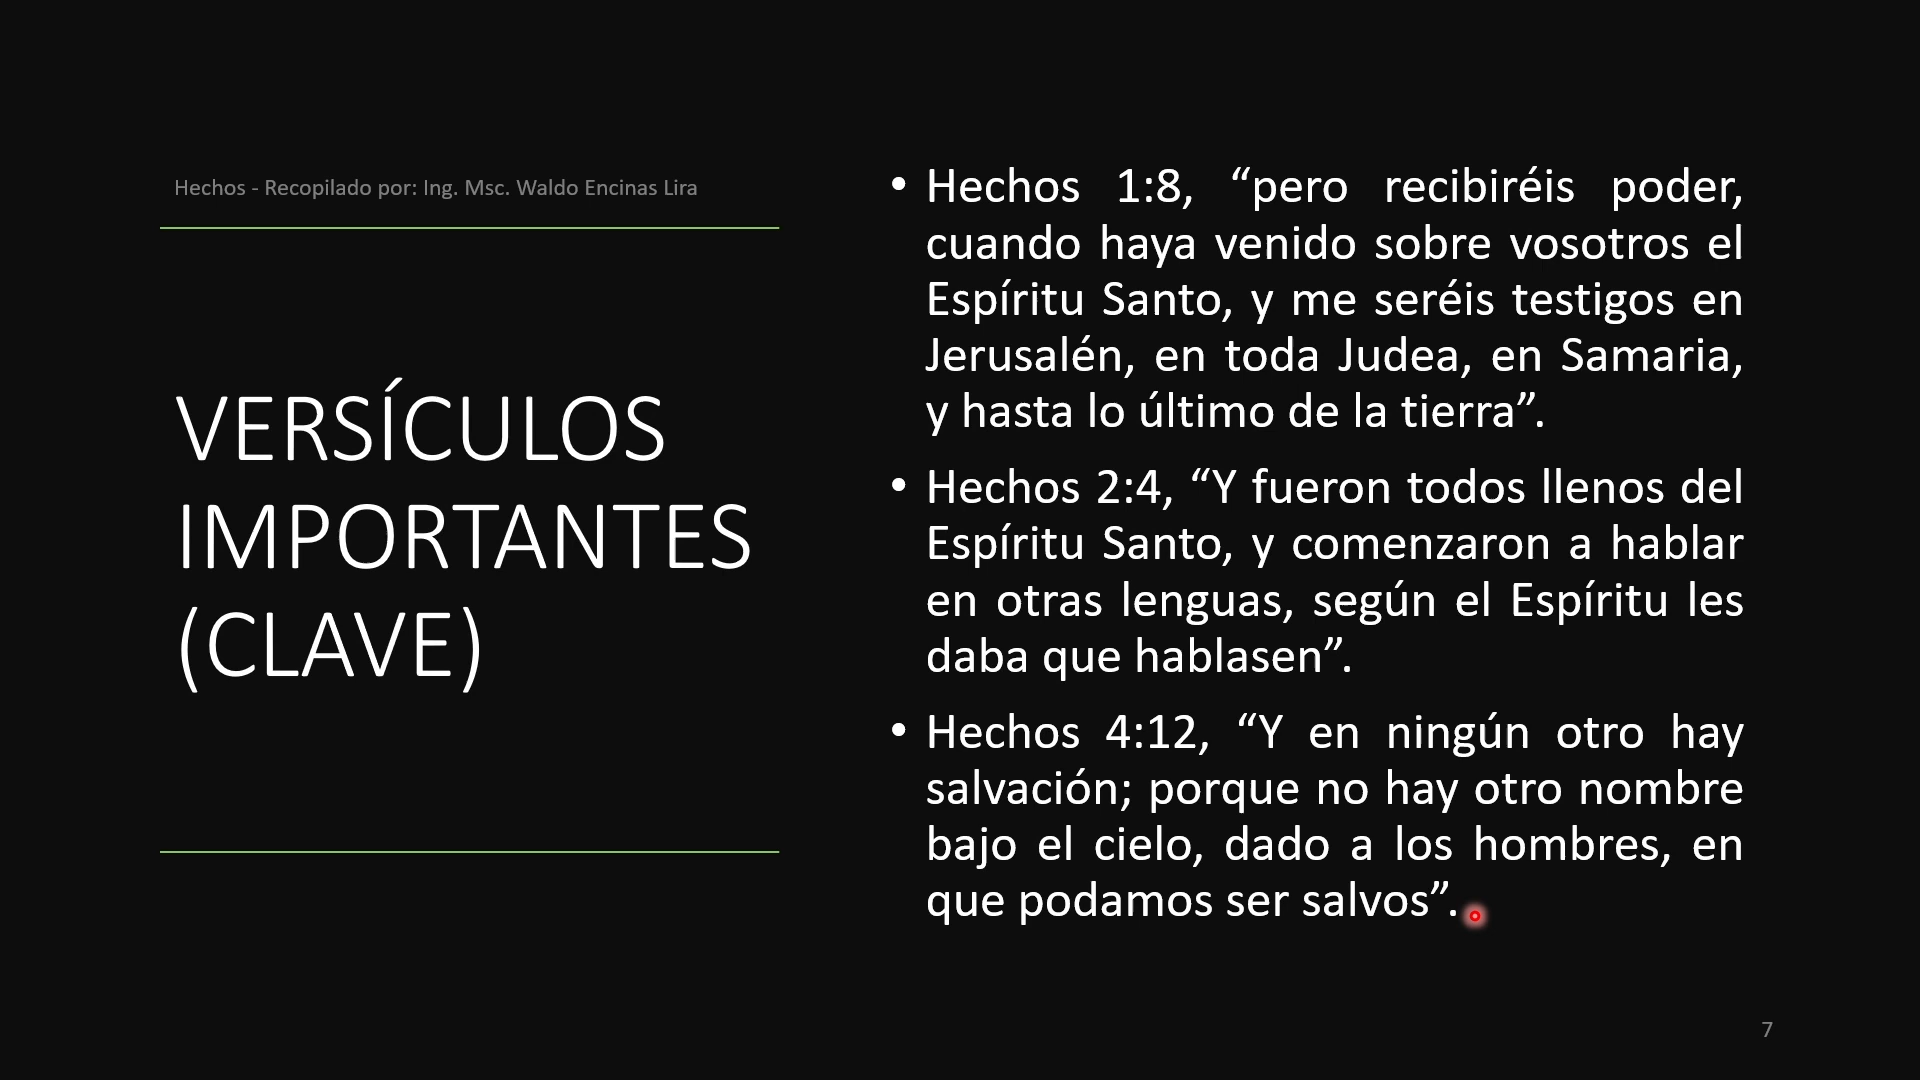 Hechos - Recopilado por: Ing. Msc. Waldo Encinas Lira
VERSÍCULOS
IMPORTANTES
(CLAVE)
• Hechos 1:8, “pero recibiréis poder,
cuando haya venido sobre vosotros el
Espíritu Santo, y me seréis testigos en
Jerusalén, en toda Judea, en Samaria,
y hasta lo último de la tierra”.
• Hechos 2:4, “Y fueron todos llenos del
Espíritu Santo, y comenzaron a hablar
en otras lenguas, según el Espíritu les
daba que hablasen”.
• Hechos 4:12, “Y en ningún otro hay
salvación; porque no hay otro nombre
bajo el cielo, dado a los hombres, en
que podamos ser salvos”.
7